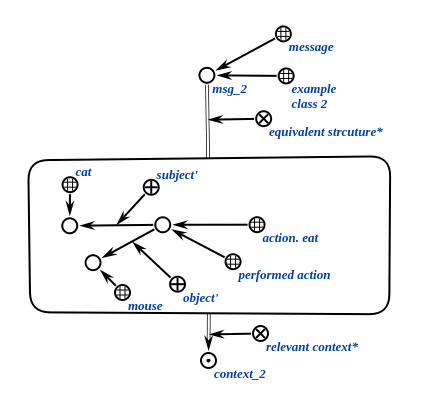 message
msg_2
example
class 2
equivalent strcuture*
cat
subject'
action. eat
performed action
object'
mouse
relevant context*
context_2